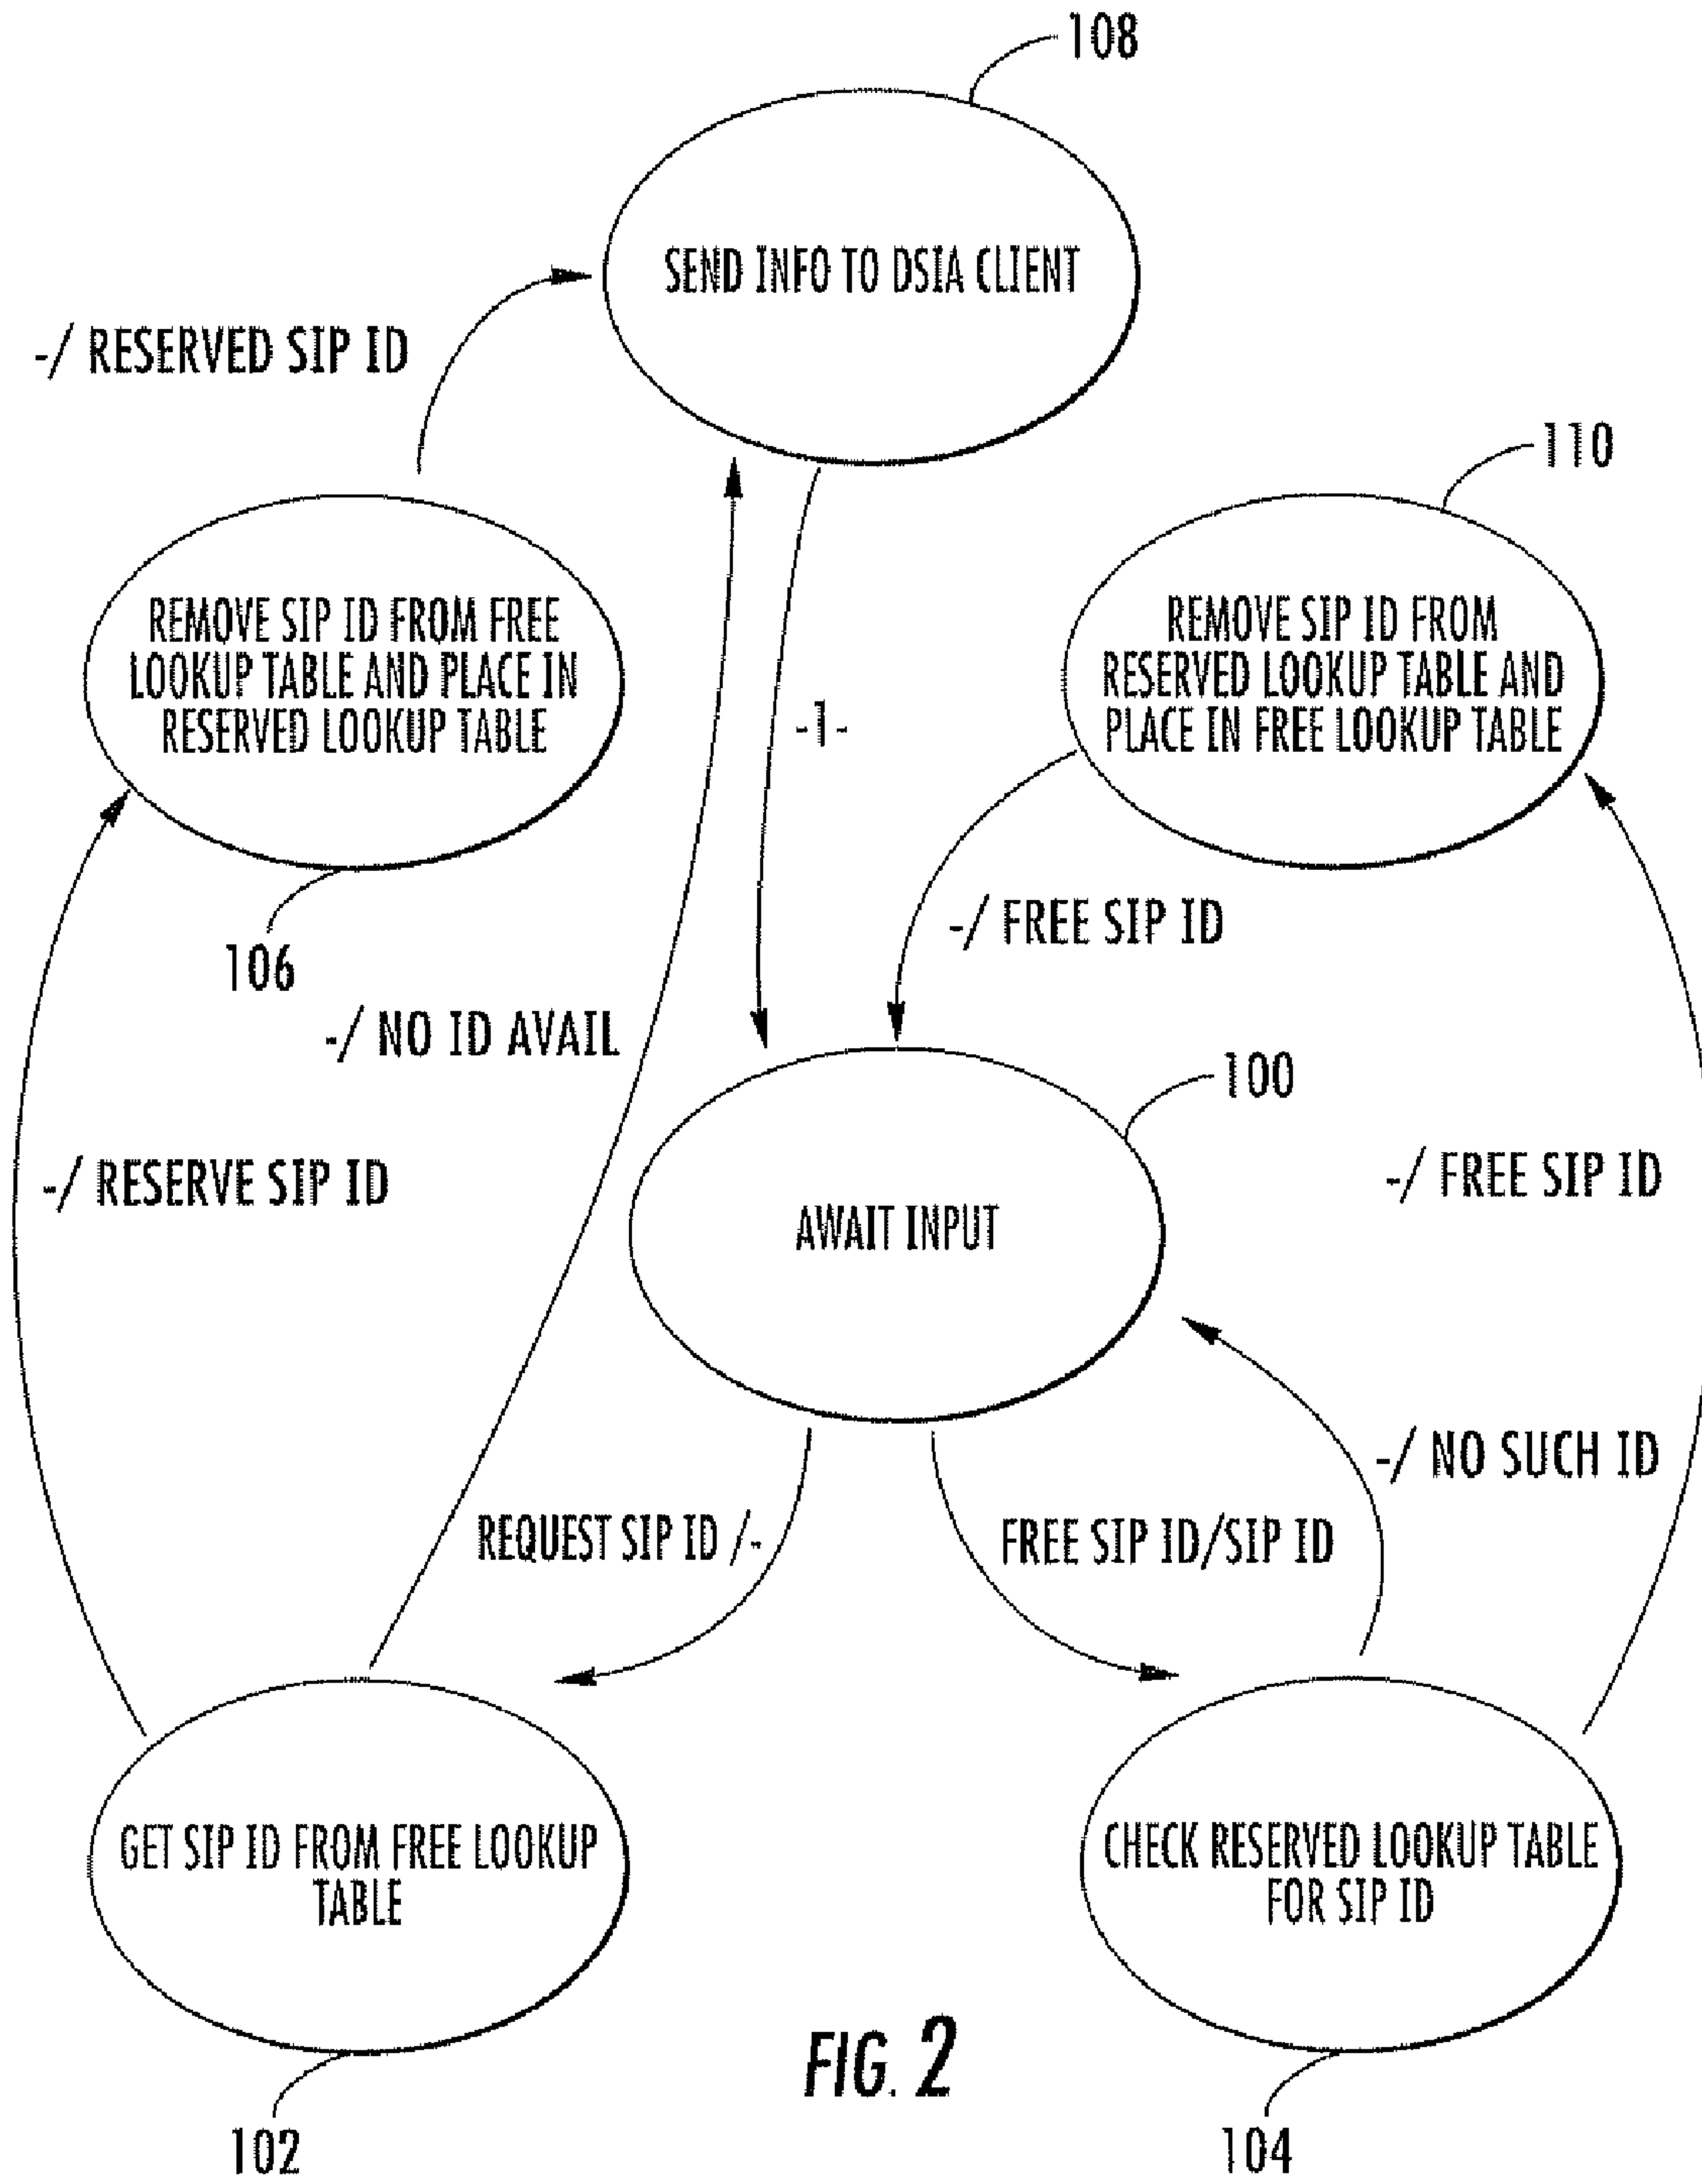 108
SEND INFO TO DSIA CLIENT
-/ RESERVED SIP ID
110
REMOVE SIP ID FROM FREE
LOOKUP TABLE AND PLACE IN
RESERVED LOOKUP TABLE
REMOVE SIP ID FROM
RESERVED LOOKUP TABLE AND
PLACE IN FREE LOOKUP TABLE
-1-
-/ FREE SIP ID
106
-/ NO ID AVAIL
100
-/ RESERVE SIP ID
-/ FREE SIP ID
AWAIT INPUT
-/ NO SUCH ID
REQUEST SIP ID /-
FREE SIP ID/SIP ID
GET SIP ID FROM FREE LOOKUP
TABLE
CHECK RESERVED LOOKUP TABLE
FOR SIP ID
FIG. 2
102
104